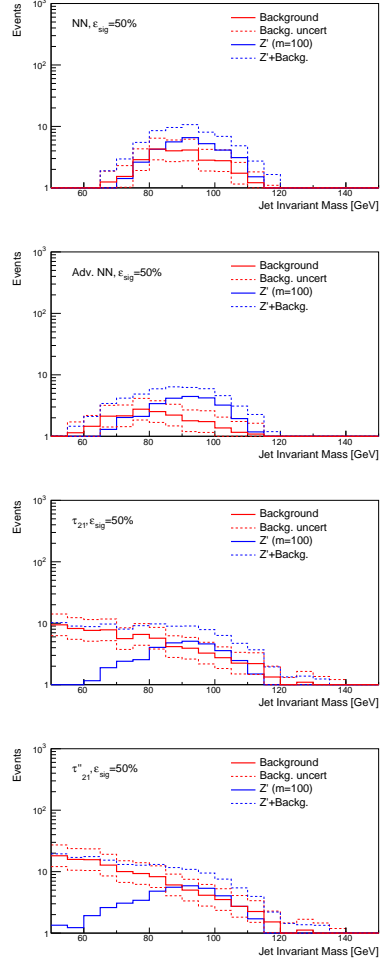 Events
10³
10²
10
1
NN, ε_sig=50%
Background
Backg. uncert
Z' (m=100)
Z'+Backg.
60 80 100 120 140
Jet Invariant Mass [GeV]
Events
10³
10²
10
1
Adv. NN, ε_sig=50%
Background
Backg. uncert
Z' (m=100)
Z'+Backg.
60 80 100 120 140
Jet Invariant Mass [GeV]
Events
10³
10²
10
1
τ_21, ε_sig=50%
Background
Backg. uncert
Z' (m=100)
Z'+Backg.
60 80 100 120 140
Jet Invariant Mass [GeV]
Events
10³
10²
10
1
τ''_21, ε_sig=50%
Background
Backg. uncert
Z' (m=100)
Z'+Backg.
60 80 100 120 140
Jet Invariant Mass [GeV]